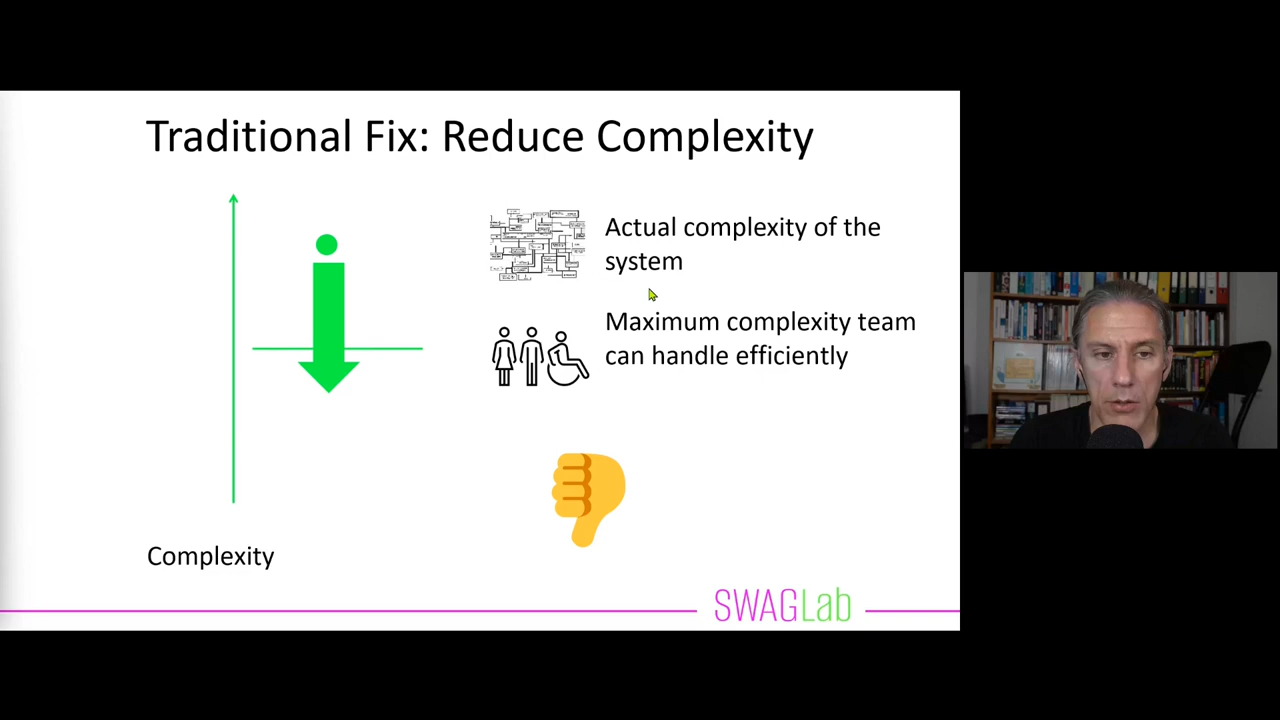 Traditional Fix: Reduce Complexity
Actual complexity of the
system
Maximum complexity team
can handle efficiently
Complexity
SWAGLab